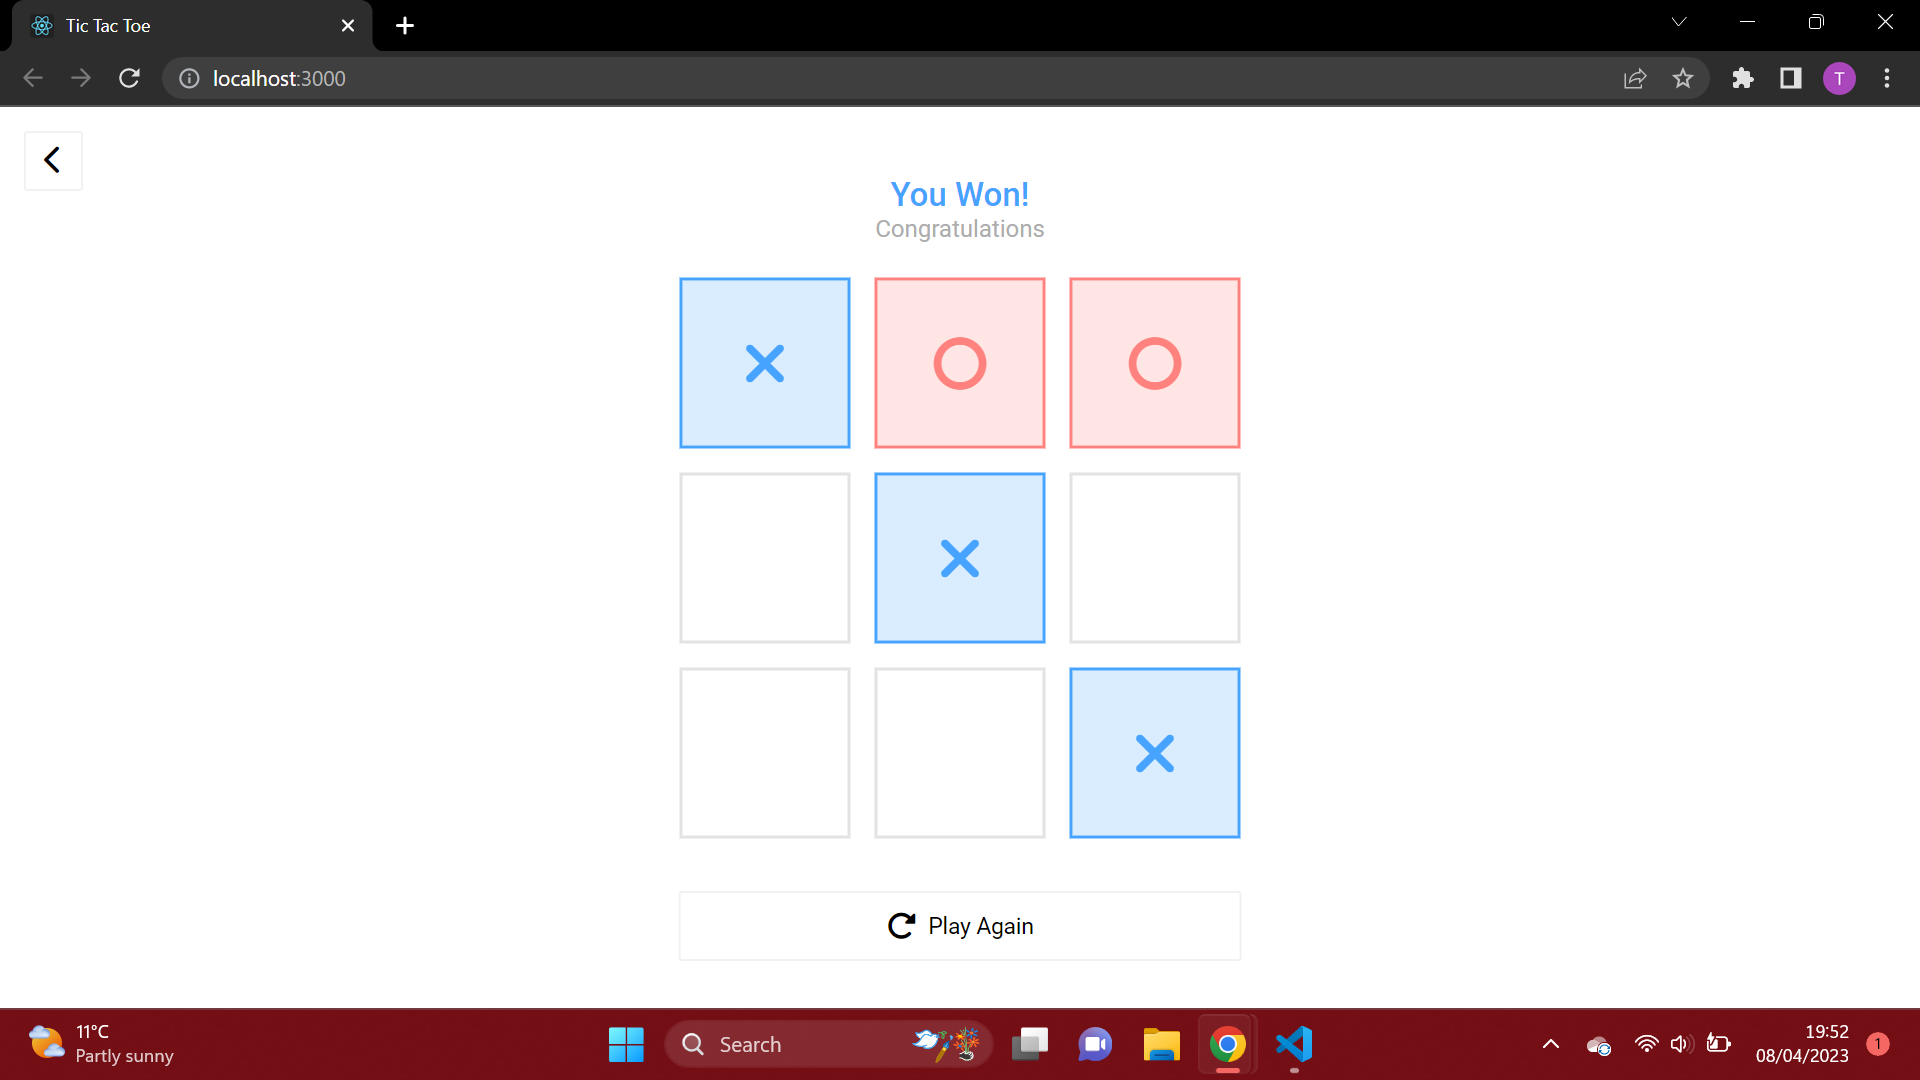 Tic Tac Toe
localhost:3000
T
You Won!
Congratulations
Play Again
11°C
Partly sunny
Search
19:52
08/04/2023
1